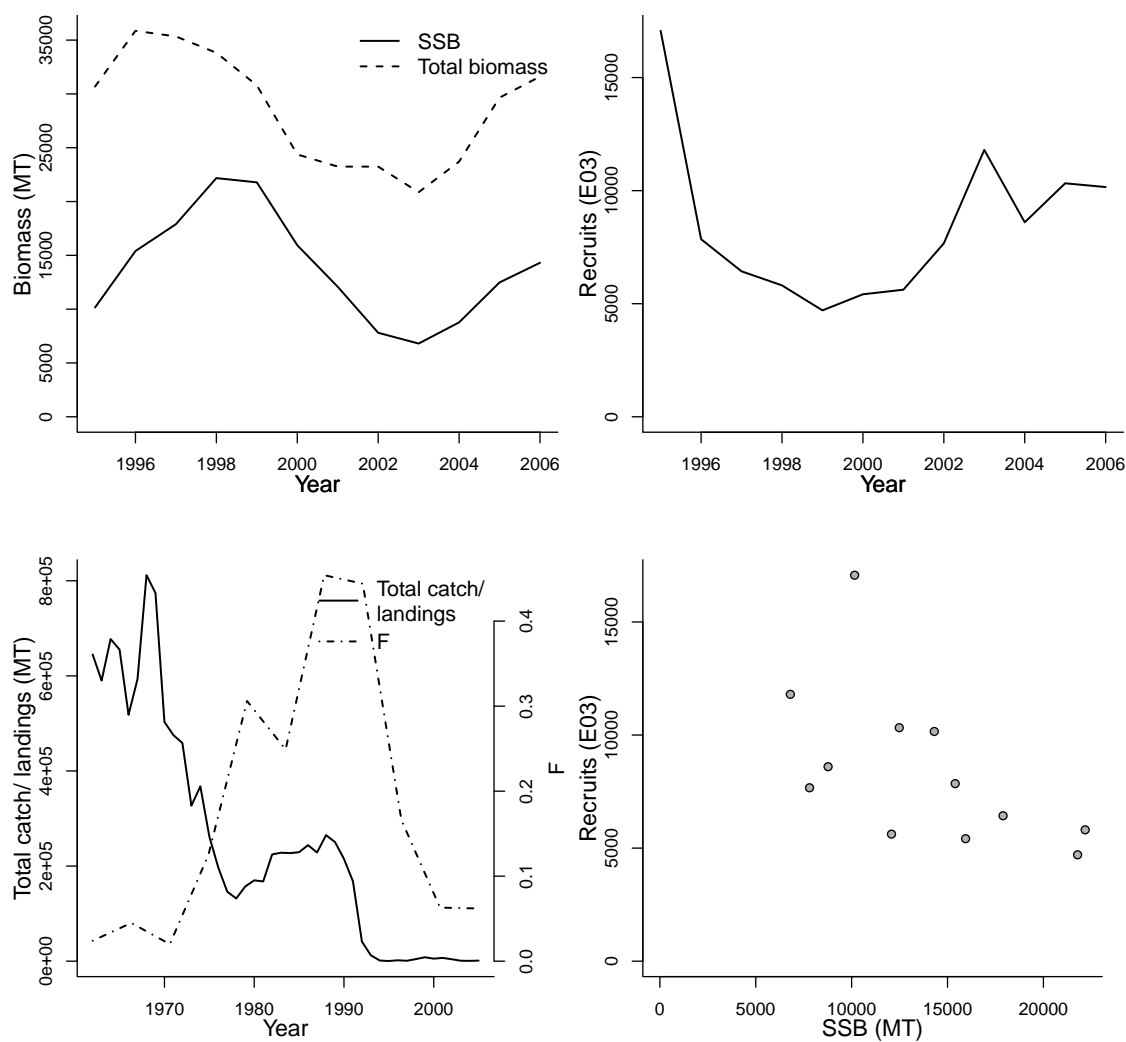 Biomass (MT)
0
5000
15000
25000
35000
SSB
Total biomass
1996
1998
2000
2002
2004
2006
Year
Recruits (E03)
0
5000
10000
15000
1996
1998
2000
2002
2004
2006
Year
Total catch/ landings (MT)
0e+00
2e+05
4e+05
6e+05
8e+05
Total catch/
landings
F
0.0
0.1
0.2
0.3
0.4
F
1970
1980
1990
2000
Year
Recruits (E03)
0
5000
10000
15000
0
5000
10000
15000
20000
SSB (MT)